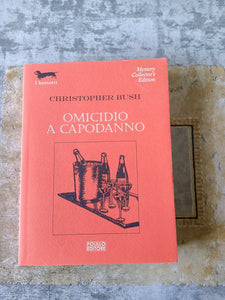 I bassotti
Mystery
Collector's
Edition
CHRISTOPHER BUSH
OMICIDIO
A CAPODANNO
POLILLO
EDITORE